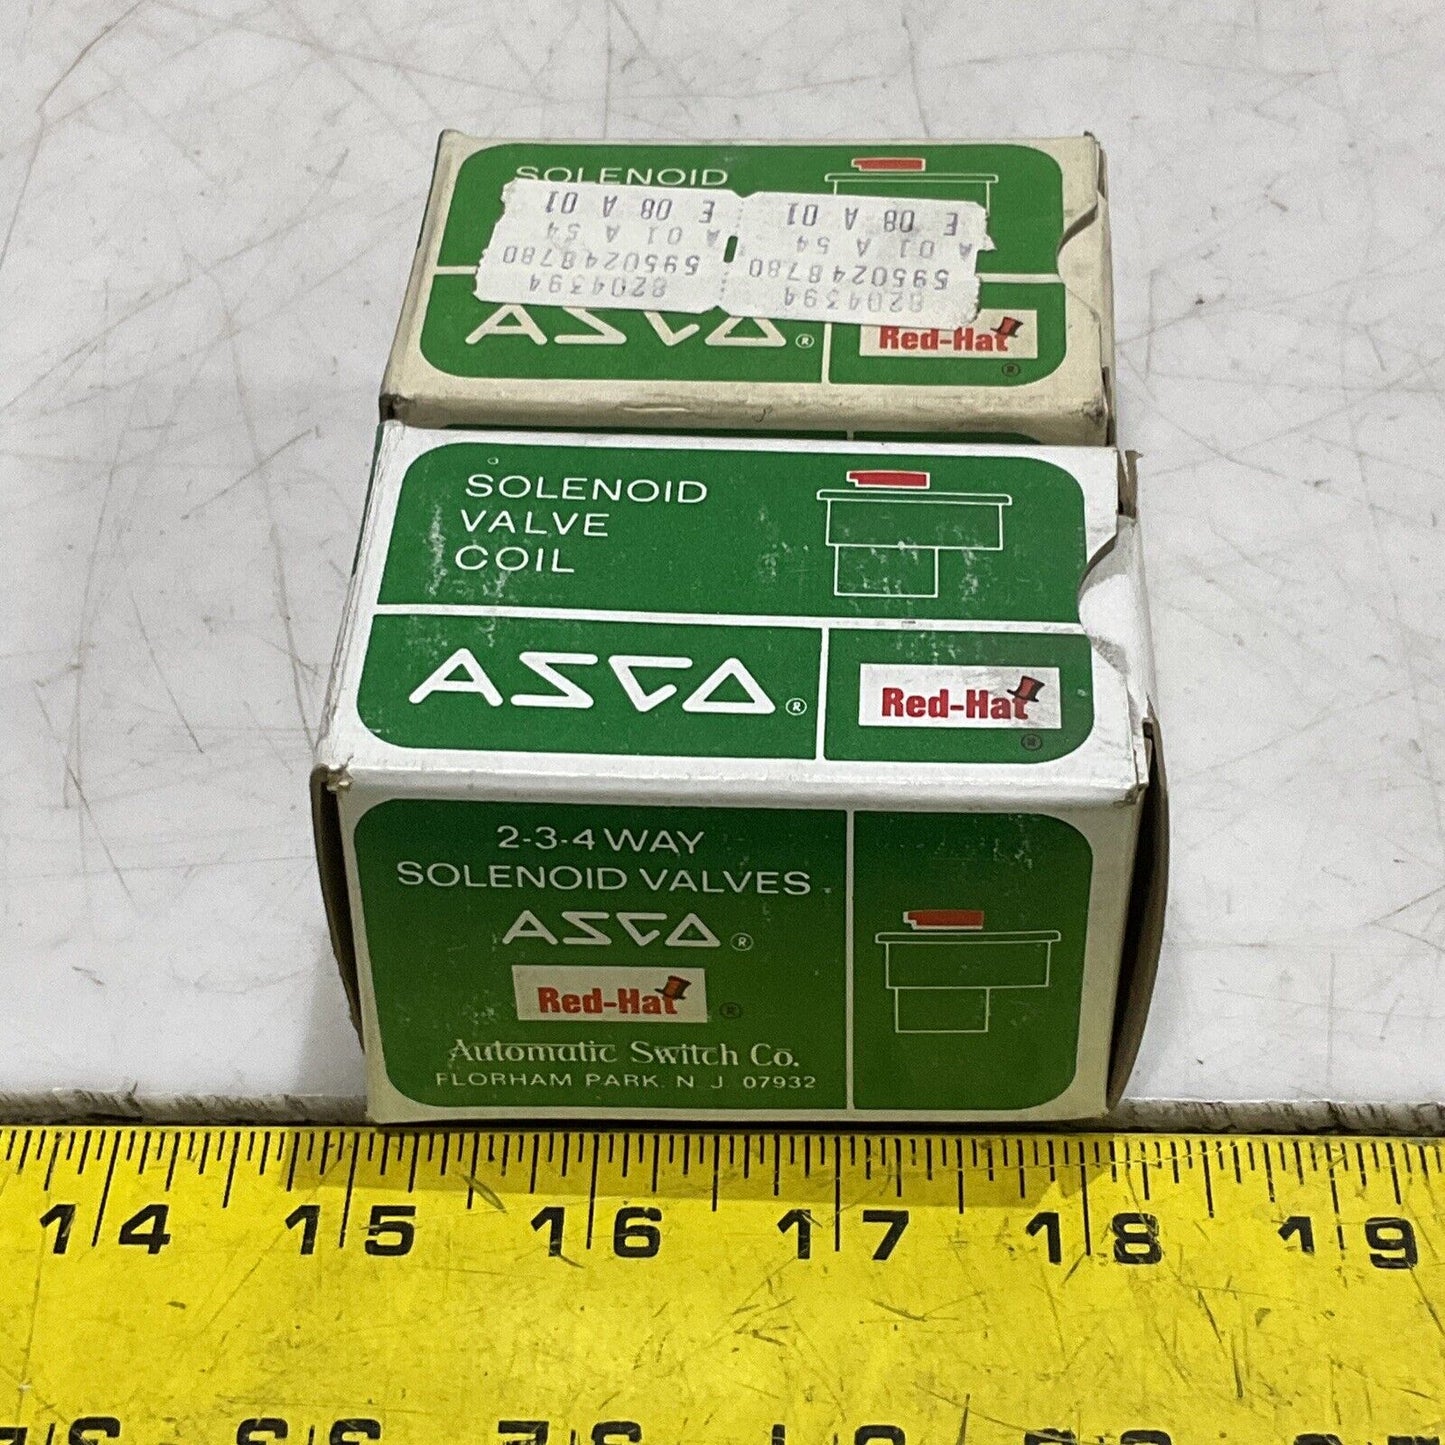 SOLENOID
E 08 A 01
E 08 A 01
A 01 A 54
A 01 A 54
5950248780
5950248780
8204394
8204394
ASCO ®
Red-Hat
®
SOLENOID
VALVE
COIL
ASCO ®
Red-Hat
®
2-3-4 WAY
SOLENOID VALVES
ASCO ®
Red-Hat ®
Automatic Switch Co.
FLORHAM PARK, N. J. 07932
14 15 16 17 18 19